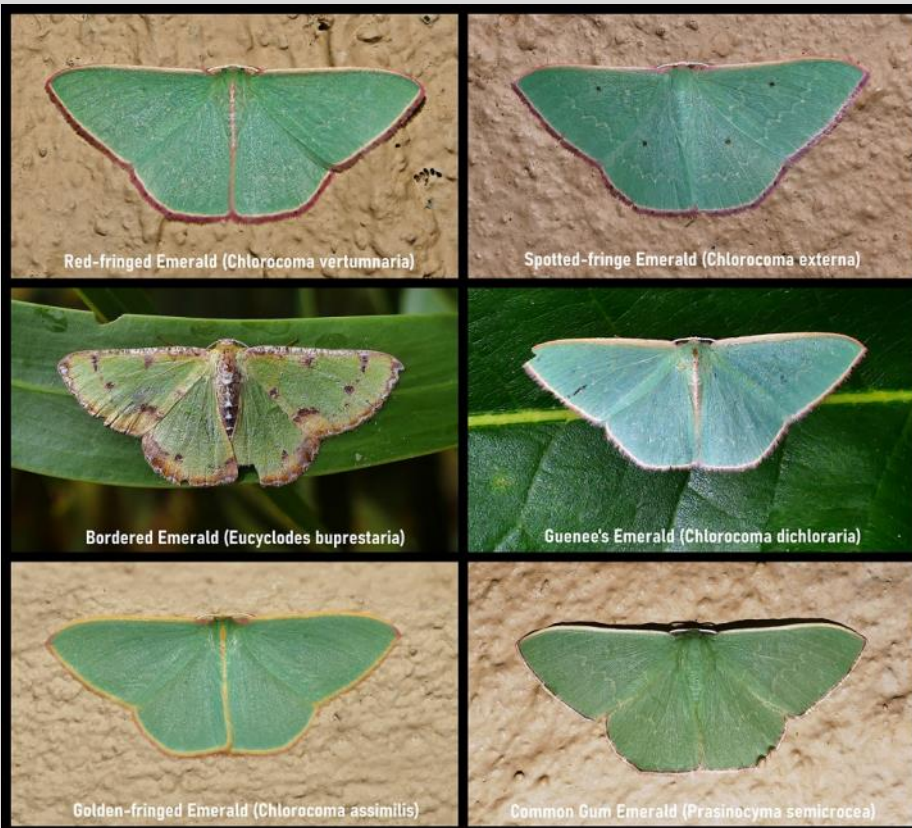 Red-fringed Emerald (Chlorocoma vertumnaria)
Spotted-fringe Emerald (Chlorocoma externa)
Bordered Emerald (Eucyclodes buprestaria)
Guenee's Emerald (Chlorocoma dichloraria)
Golden-fringed Emerald (Chlorocoma assimilis)
Common Gum Emerald (Prasinocyma semicrocea)